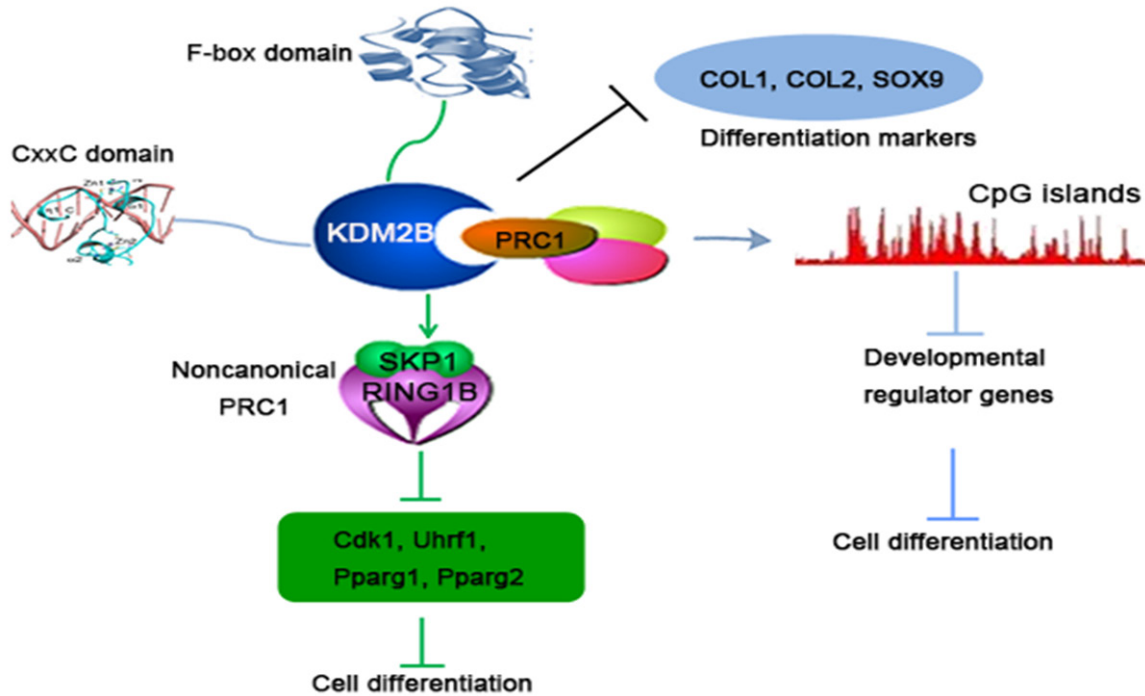 F-box domain
COL1, COL2, SOX9
Differentiation markers
CxxC domain
CpG islands
KDM2B
PRC1
SKP1
RING1B
Noncanonical
PRC1
Developmental
regulator genes
Cdk1, Uhrf1,
Pparg1, Pparg2
Cell differentiation
Cell differentiation